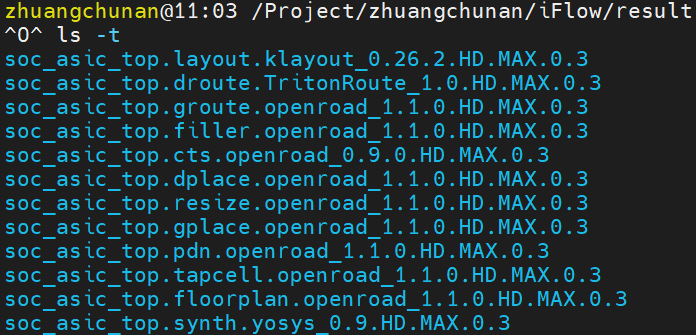 zhuangchunan@11:03 /Project/zhuangchunan/iFlow/result
^O^ ls -t
soc_asic_top.layout.klayout_0.26.2.HD.MAX.0.3
soc_asic_top.droute.TritonRoute_1.0.HD.MAX.0.3
soc_asic_top.groute.openroad_1.1.0.HD.MAX.0.3
soc_asic_top.filler.openroad_1.1.0.HD.MAX.0.3
soc_asic_top.cts.openroad_0.9.0.HD.MAX.0.3
soc_asic_top.dplace.openroad_1.1.0.HD.MAX.0.3
soc_asic_top.resize.openroad_1.1.0.HD.MAX.0.3
soc_asic_top.gplace.openroad_1.1.0.HD.MAX.0.3
soc_asic_top.pdn.openroad_1.1.0.HD.MAX.0.3
soc_asic_top.tapcell.openroad_1.1.0.HD.MAX.0.3
soc_asic_top.floorplan.openroad_1.1.0.HD.MAX.0.3
soc_asic_top.synth.yosys_0.9.HD.MAX.0.3